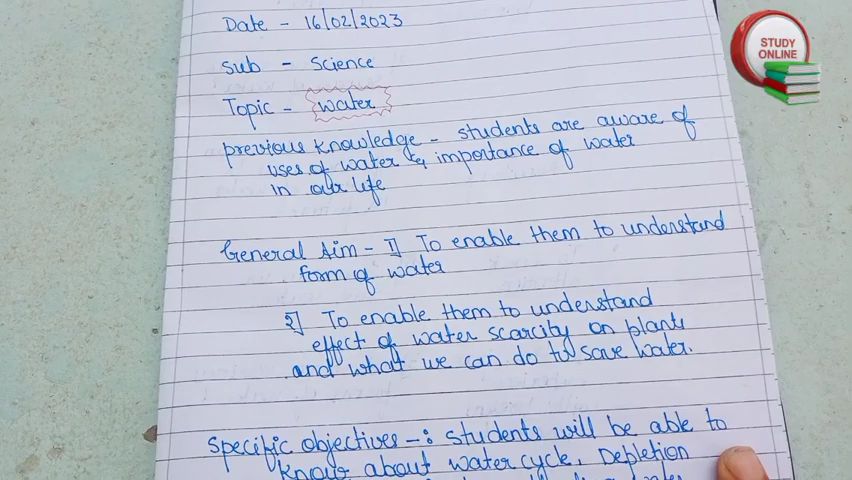 Date - 16/02/2023
Sub - Science
Topic - Water
previous knowledge - students are aware of
uses of water & importance of water
in our life
General Aim - 1] To enable them to understand
form of water
2] To enable them to understand
effect of water scarcity on plants
and what we can do to save water.
Specific objectives -: students will be able to
know about water cycle, Depletion
STUDY
ONLINE